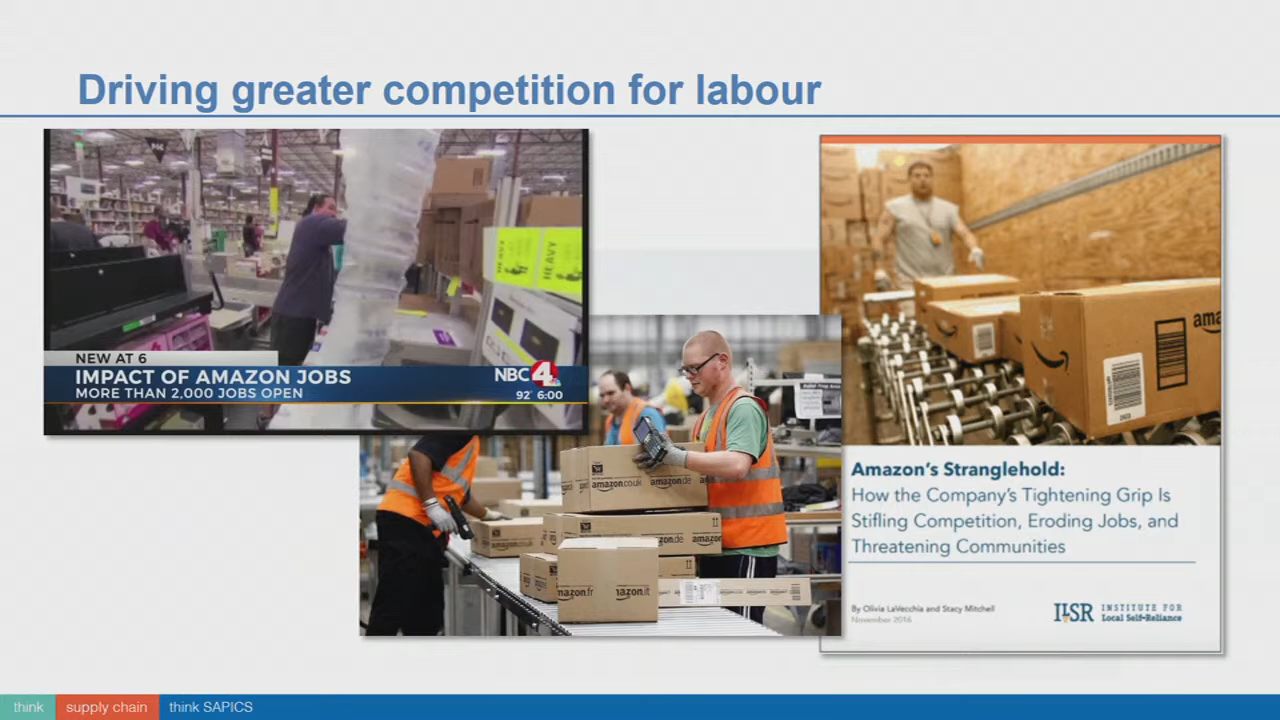 Driving greater competition for labour
HEAVY
HEAVY
NEW AT 6
IMPACT OF AMAZON JOBS
MORE THAN 2,000 JOBS OPEN
NBC 4
92° 6:00
amazon.co.uk
amazon.de
amazon
amazon.fr
amazon.it
ama
Amazon's Stranglehold:
How the Company's Tightening Grip Is
Stifling Competition, Eroding Jobs, and
Threatening Communities
By Olivia LaVecchia and Stacy Mitchell
November 2016
ILSR INSTITUTE FOR
Local Self-Reliance
think supply chain think SAPICS